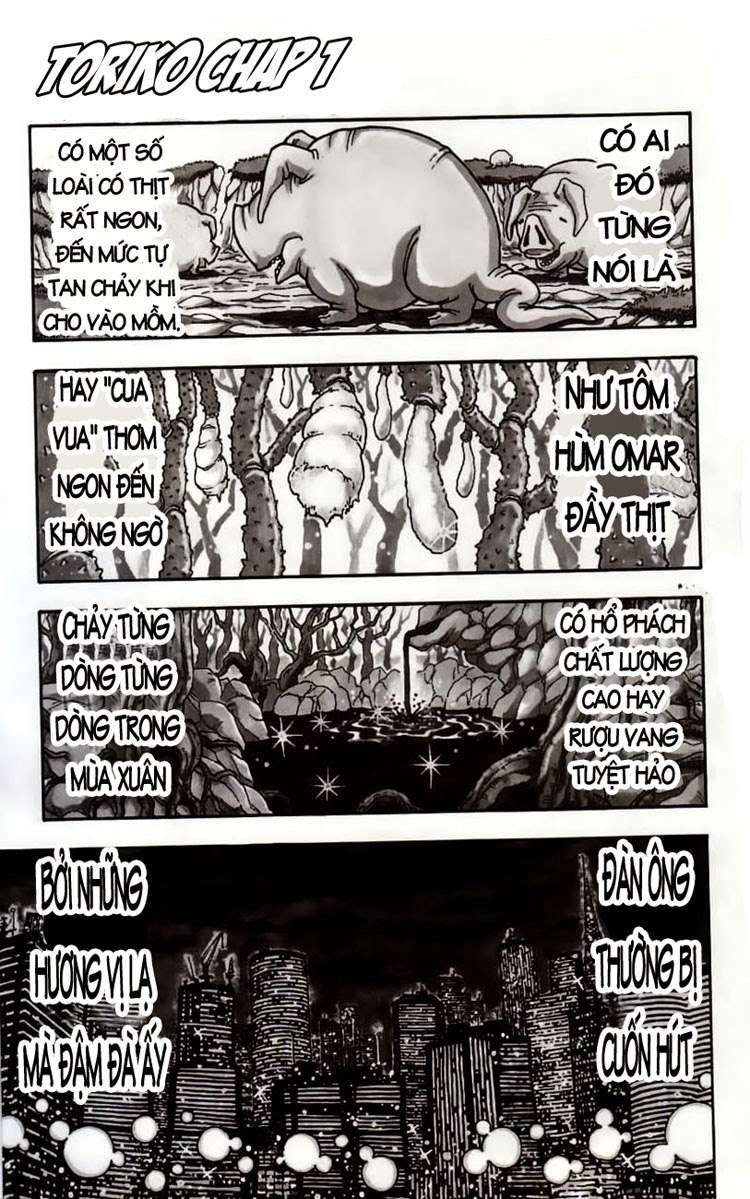 TORIKO CHAP 1
CÓ AI
ĐÓ
TỪNG
NÓI LÀ
CÓ MỘT SỐ
LOÀI CÓ THỊT
RẤT NGON,
ĐẾN MỨC TỰ
TAN CHẢY KHI
CHO VÀO MỒM.
NHƯ TÔM
HÙM OMAR
ĐẦY THỊT
HAY "CUA
VUA" THƠM
NGON ĐẾN
KHÔNG NGỜ
CÓ HỔ PHÁCH
CHẤT LƯỢNG
CAO HAY
RƯỢU VANG
TUYỆT HẢO
CHẢY TỪNG
DÒNG TỪNG
DÒNG TRONG
MÙA XUÂN
ĐÀN ÔNG
THƯỜNG BỊ
CUỐN HÚT
BỞI NHỮNG
HƯƠNG VỊ LẠ
MÀ ĐẬM ĐÀ ẤY